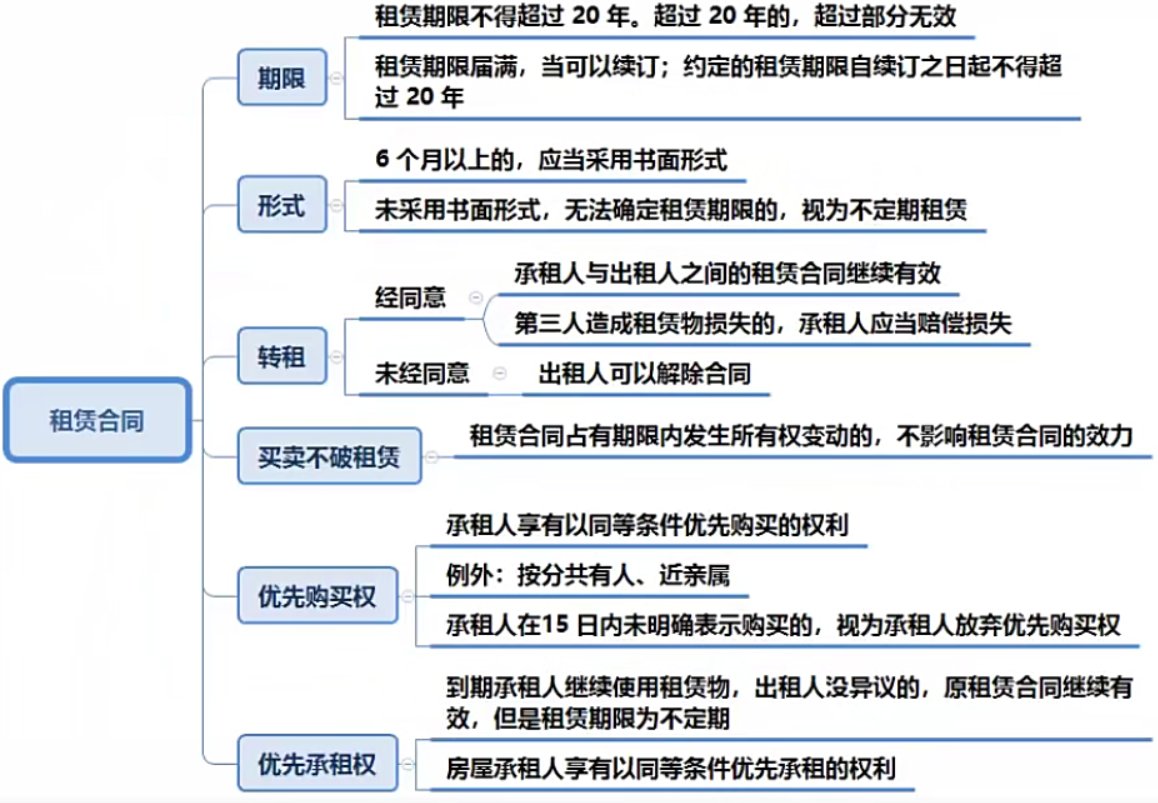 租赁合同
期限
租赁期限不得超过 20 年。超过 20 年的，超过部分无效
租赁期限届满，当可以续订；约定的租赁期限自续订之日起不得超
过 20 年
形式
6 个月以上的，应当采用书面形式
未采用书面形式，无法确定租赁期限的，视为不定期租赁
转租
经同意
承租人与出租人之间的租赁合同继续有效
第三人造成租赁物损失的，承租人应当赔偿损失
未经同意
出租人可以解除合同
买卖不破租赁
租赁合同占有期限内发生所有权变动的，不影响租赁合同的效力
优先购买权
承租人享有以同等条件优先购买的权利
例外：按分共有人、近亲属
承租人在15 日内未明确表示购买的，视为承租人放弃优先购买权
优先承租权
到期承租人继续使用租赁物，出租人没异议的，原租赁合同继续有
效，但是租赁期限为不定期
房屋承租人享有以同等条件优先承租的权利